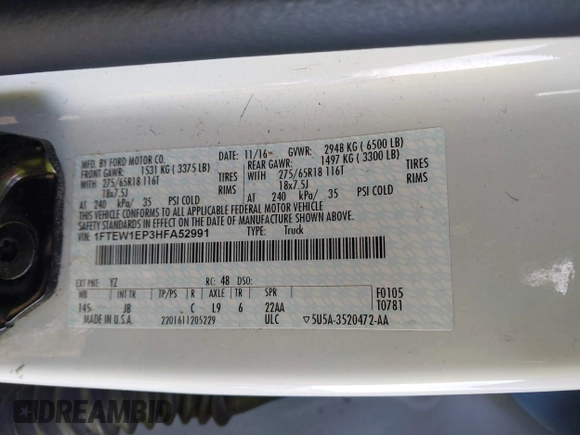 MFD. BY FORD MOTOR CO.
11/16 GVWR: 2948 KG ( 6500 LB)
FRONT GAWR: 1531 KG ( 3375 LB)
REAR GAWR: 1497 KG ( 3300 LB)
WITH 275/65R18 116T TIRES
WITH 275/65R18 116T TIRES
18x7.5J RIMS
18x7.5J RIMS
AT 240 kPa/ 35 PSI COLD
AT 240 kPa/ 35 PSI COLD
THIS VEHICLE CONFORMS TO ALL APPLICABLE FEDERAL MOTOR VEHICLE
SAFETY STANDARDS IN EFFECT ON THE DATE OF MANUFACTURE SHOWN ABOVE.
VIN: 1FTEW1EP3HFA52991 TYPE: Truck
EXT PNT: YZ RC: 48 DSO:
WB INT TR TP/PS R AXLE TR SPR
F0105
145 JB C L9 6 22AA
T0781
MADE IN U.S.A. 2201611205229 ULC 5U5A-3520472-AA
DREAMBID.COM